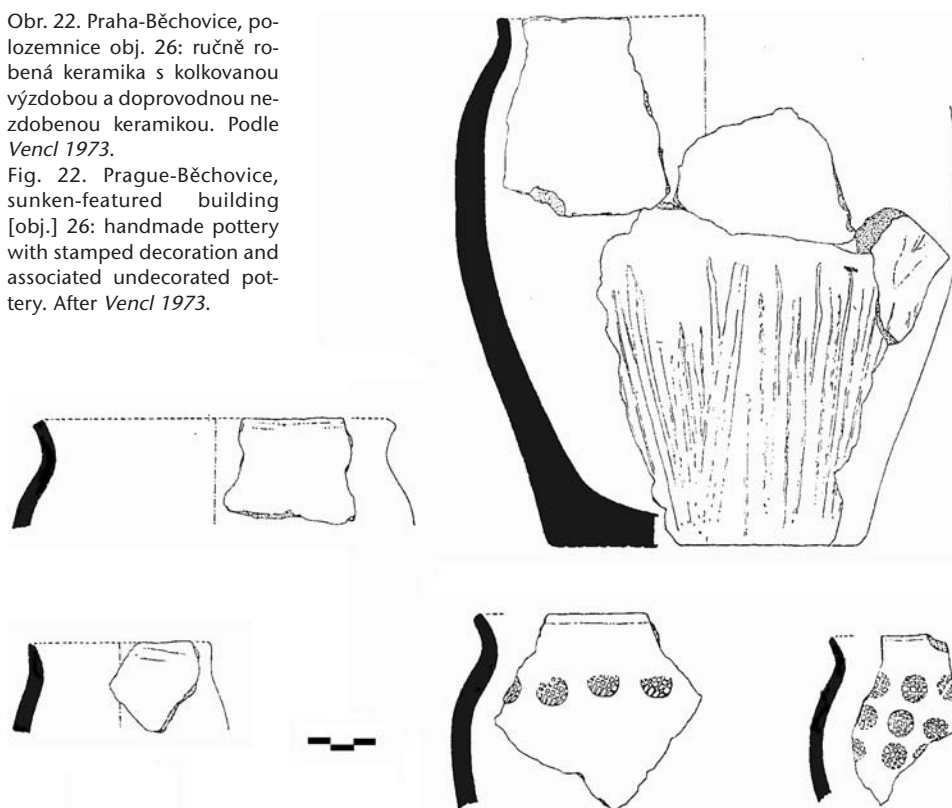 Obr. 22. Praha-Běchovice, po-
lozemnice obj. 26: ručně ro-
bená keramika s kolkovanou
výzdobou a doprovodnou ne-
zdobenou keramikou. Podle
Vencl 1973.
Fig. 22. Prague-Běchovice,
sunken-featured building
[obj.] 26: handmade pottery
with stamped decoration and
associated undecorated pot-
tery. After Vencl 1973.